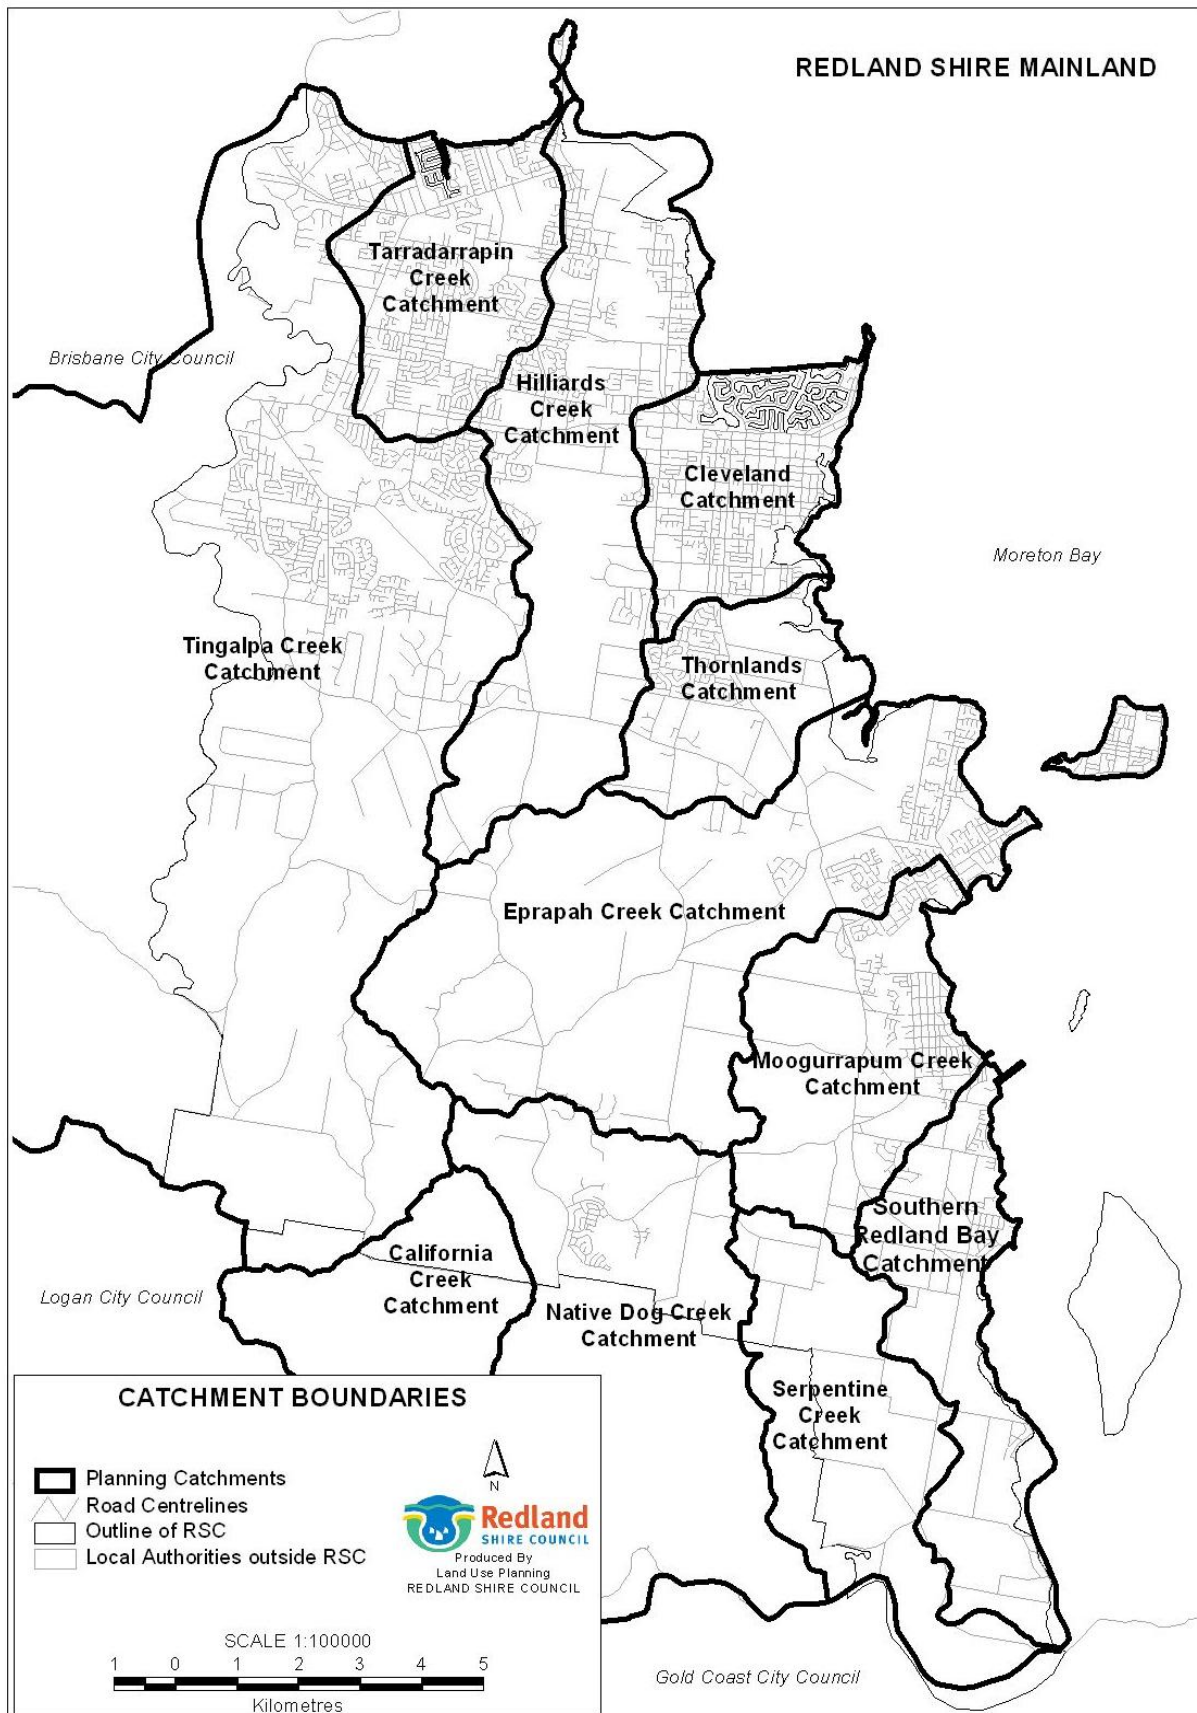 REDLAND SHIRE MAINLAND
Tarradarrapin
Creek
Catchment
Brisbane City Council
Hilliards
Creek
Catchment
Cleveland
Catchment
Moreton Bay
Tingalpa Creek
Catchment
Thornlands
Catchment
Eprapah Creek Catchment
Moogurrapum Creek
Catchment
Southern
Redland Bay
Catchment
California
Creek
Catchment
Logan City Council
Native Dog Creek
Catchment
Serpentine
Creek
Catchment
CATCHMENT BOUNDARIES
Planning Catchments
Road Centrelines
Outline of RSC
Local Authorities outside RSC
N
Redland
SHIRE COUNCIL
Produced By
Land Use Planning
REDLAND SHIRE COUNCIL
SCALE 1:100000
1 0 1 2 3 4 5
Kilometres
Gold Coast City Council